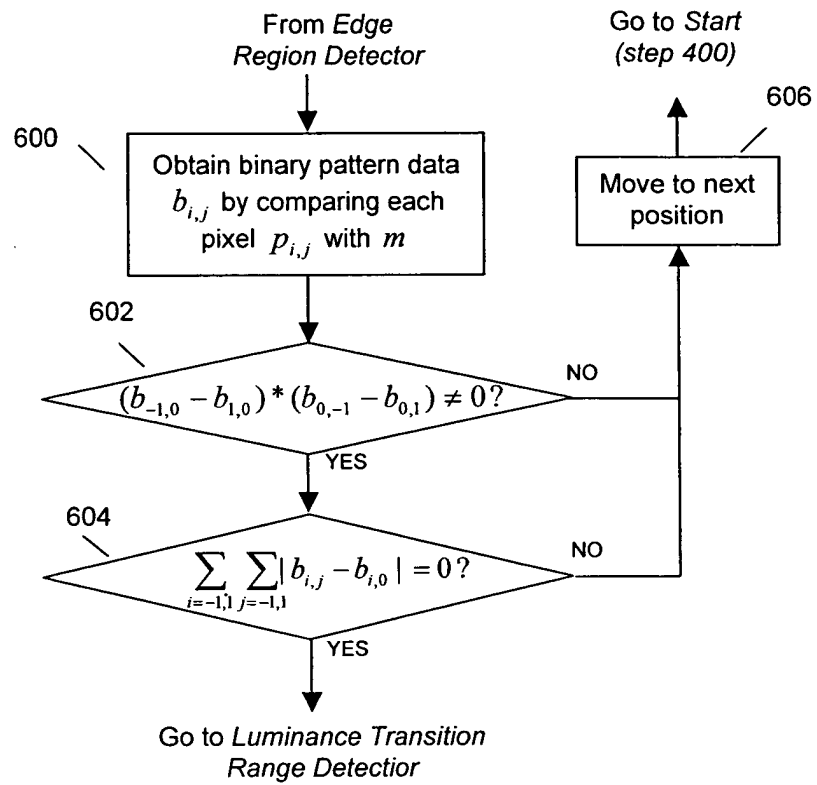 From Edge
Region Detector
Go to Start
(step 400)
600
606
Obtain binary pattern data
b_{i,j} by comparing each
pixel p_{i,j} with m
Move to next
position
602
(b_{-1,0} − b_{1,0}) * (b_{0,-1} − b_{0,1}) ≠ 0?
NO
YES
604
∑_{i=-1,1} ∑_{j=-1,1} | b_{i,j} − b_{i,0} | = 0?
NO
YES
Go to Luminance Transition
Range Detectior